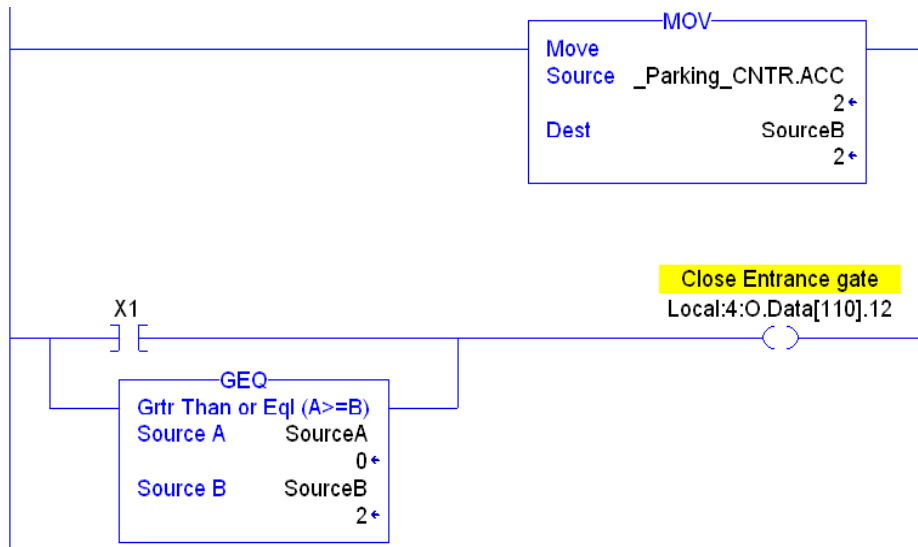 MOV
Move
Source _Parking_CNTR.ACC
2
Dest SourceB
2
Close Entrance gate
X1 Local:4:O.Data[110].12
GEQ
Grtr Than or Eql (A>=B)
Source A SourceA
0
Source B SourceB
2